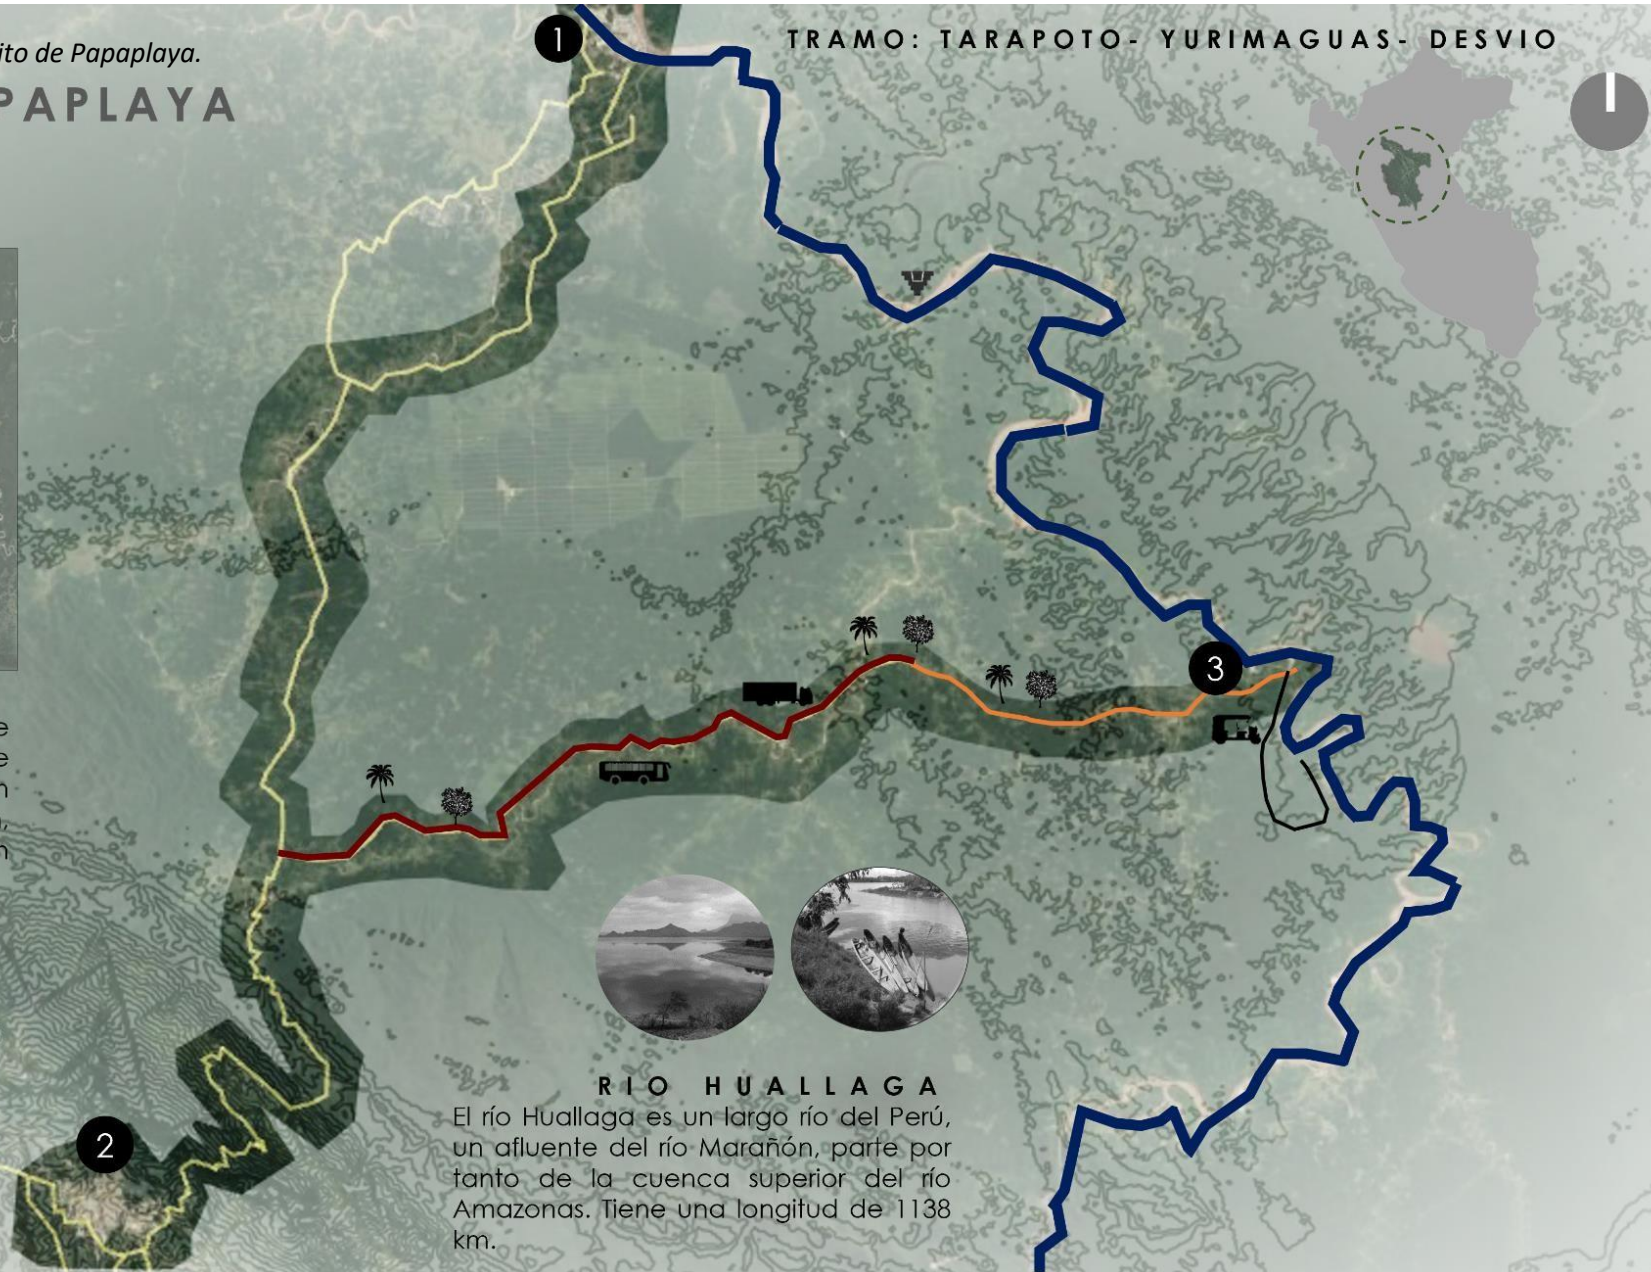 ito de Papaplaya.
PAPLAYA
1
TRAMO: TARAPOTO- YURIMAGUAS- DESVIO
3
2
RIO HUALLAGA
El río Huallaga es un largo río del Perú,
un afluente del río Marañón, parte por
tanto de la cuenca superior del río
Amazonas. Tiene una longitud de 1138
km.